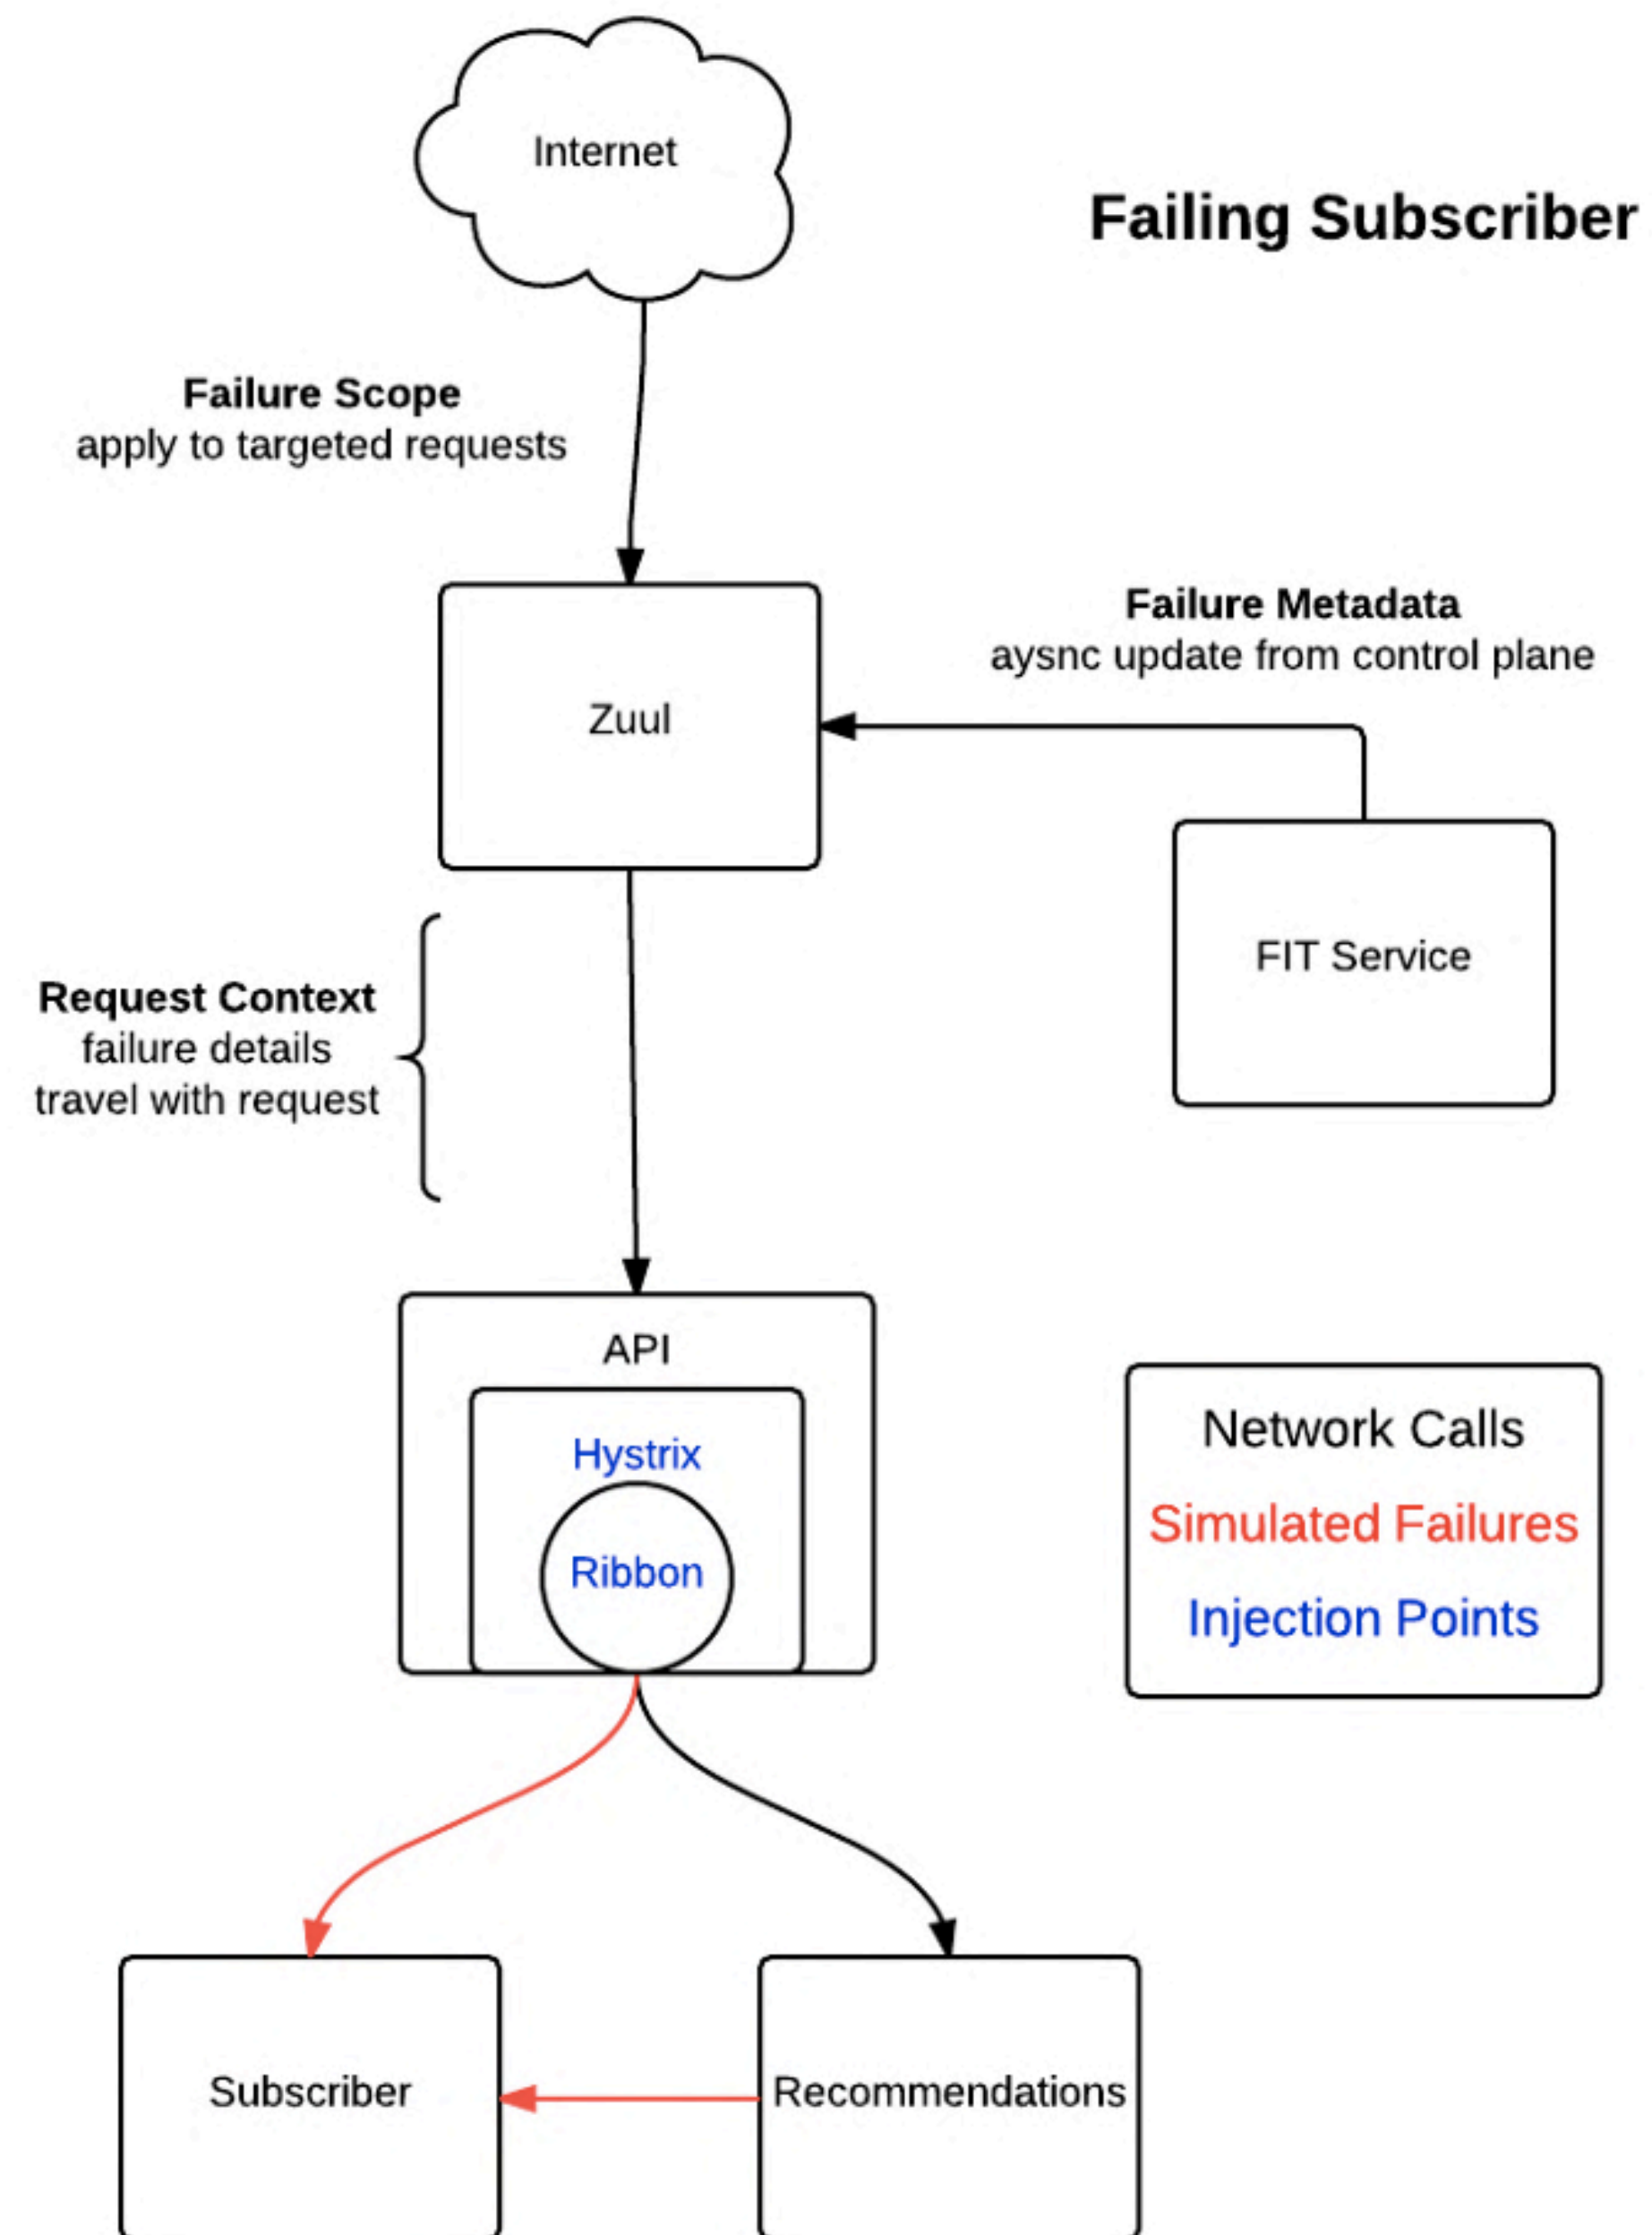 Internet
Failing Subscriber
Failure Scope
apply to targeted requests
Failure Metadata
aysnc update from control plane
Zuul
FIT Service
Request Context
failure details
travel with request
API
Hystrix
Ribbon
Network Calls
Simulated Failures
Injection Points
Subscriber
Recommendations